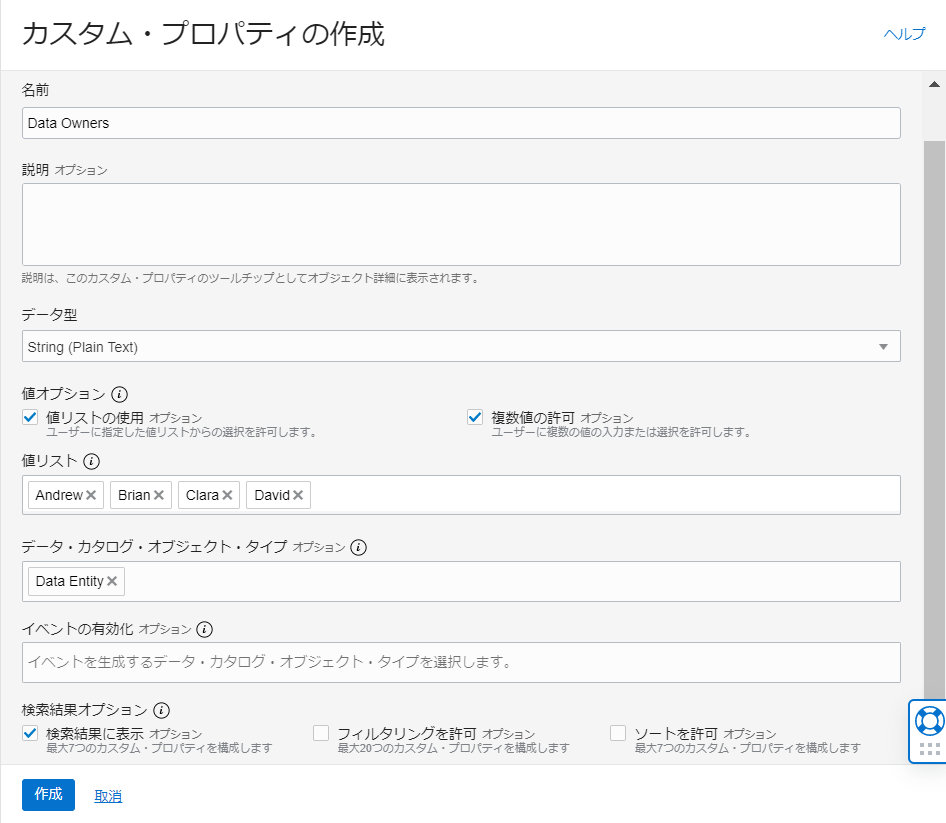 カスタム・プロパティの作成
ヘルプ
名前
Data Owners
説明 オプション
説明は、このカスタム・プロパティのツールチップとしてオブジェクト詳細に表示されます。
データ型
String (Plain Text)
値オプション
値リストの使用 オプション
ユーザーに指定した値リストからの選択を許可します。
複数値の許可 オプション
ユーザーに複数の値の入力または選択を許可します。
値リスト
Andrew Brian Clara David
データ・カタログ・オブジェクト・タイプ オプション
Data Entity
イベントの有効化 オプション
イベントを生成するデータ・カタログ・オブジェクト・タイプを選択します。
検索結果オプション
検索結果に表示 オプション
最大7つのカスタム・プロパティを構成します
フィルタリングを許可 オプション
最大20つのカスタム・プロパティを構成します
ソートを許可 オプション
最大7つのカスタム・プロパティを構成します
作成
取消